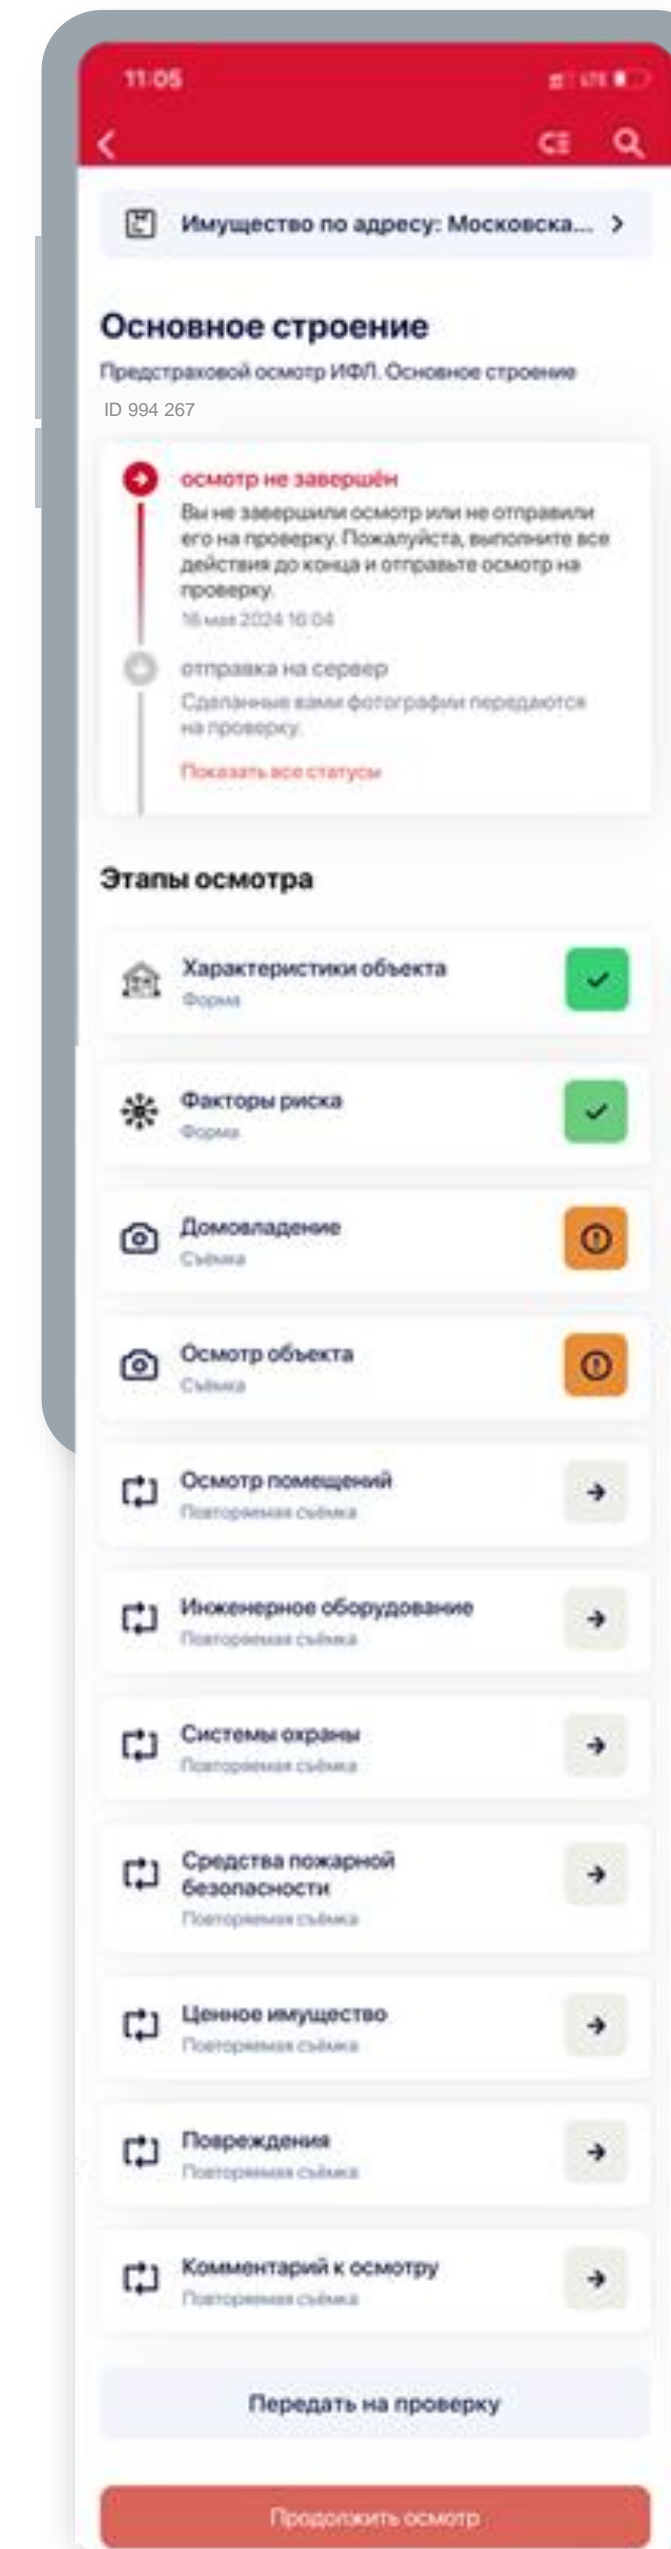 11:05
LTE
Имущество по адресу: Московска...
Основное строение
Предстраховой осмотр ИФЛ. Основное строение
ID 994 267
осмотр не завершён
Вы не завершили осмотр или не отправили
его на проверку. Пожалуйста, выполните все
действия до конца и отправьте осмотр на
проверку.
16 мая 2024 16:04
отправка на сервер
Сделанные вами фотографии передаются
на проверку.
Показать все статусы
Этапы осмотра
Характеристики объекта
Форма
Факторы риска
Форма
Домовладение
Съёмка
Осмотр объекта
Съёмка
Осмотр помещений
Повторяемая съёмка
Инженерное оборудование
Повторяемая съёмка
Системы охраны
Повторяемая съёмка
Средства пожарной
безопасности
Повторяемая съёмка
Ценное имущество
Повторяемая съёмка
Повреждения
Повторяемая съёмка
Комментарий к осмотру
Повторяемая съёмка
Передать на проверку
Продолжить осмотр